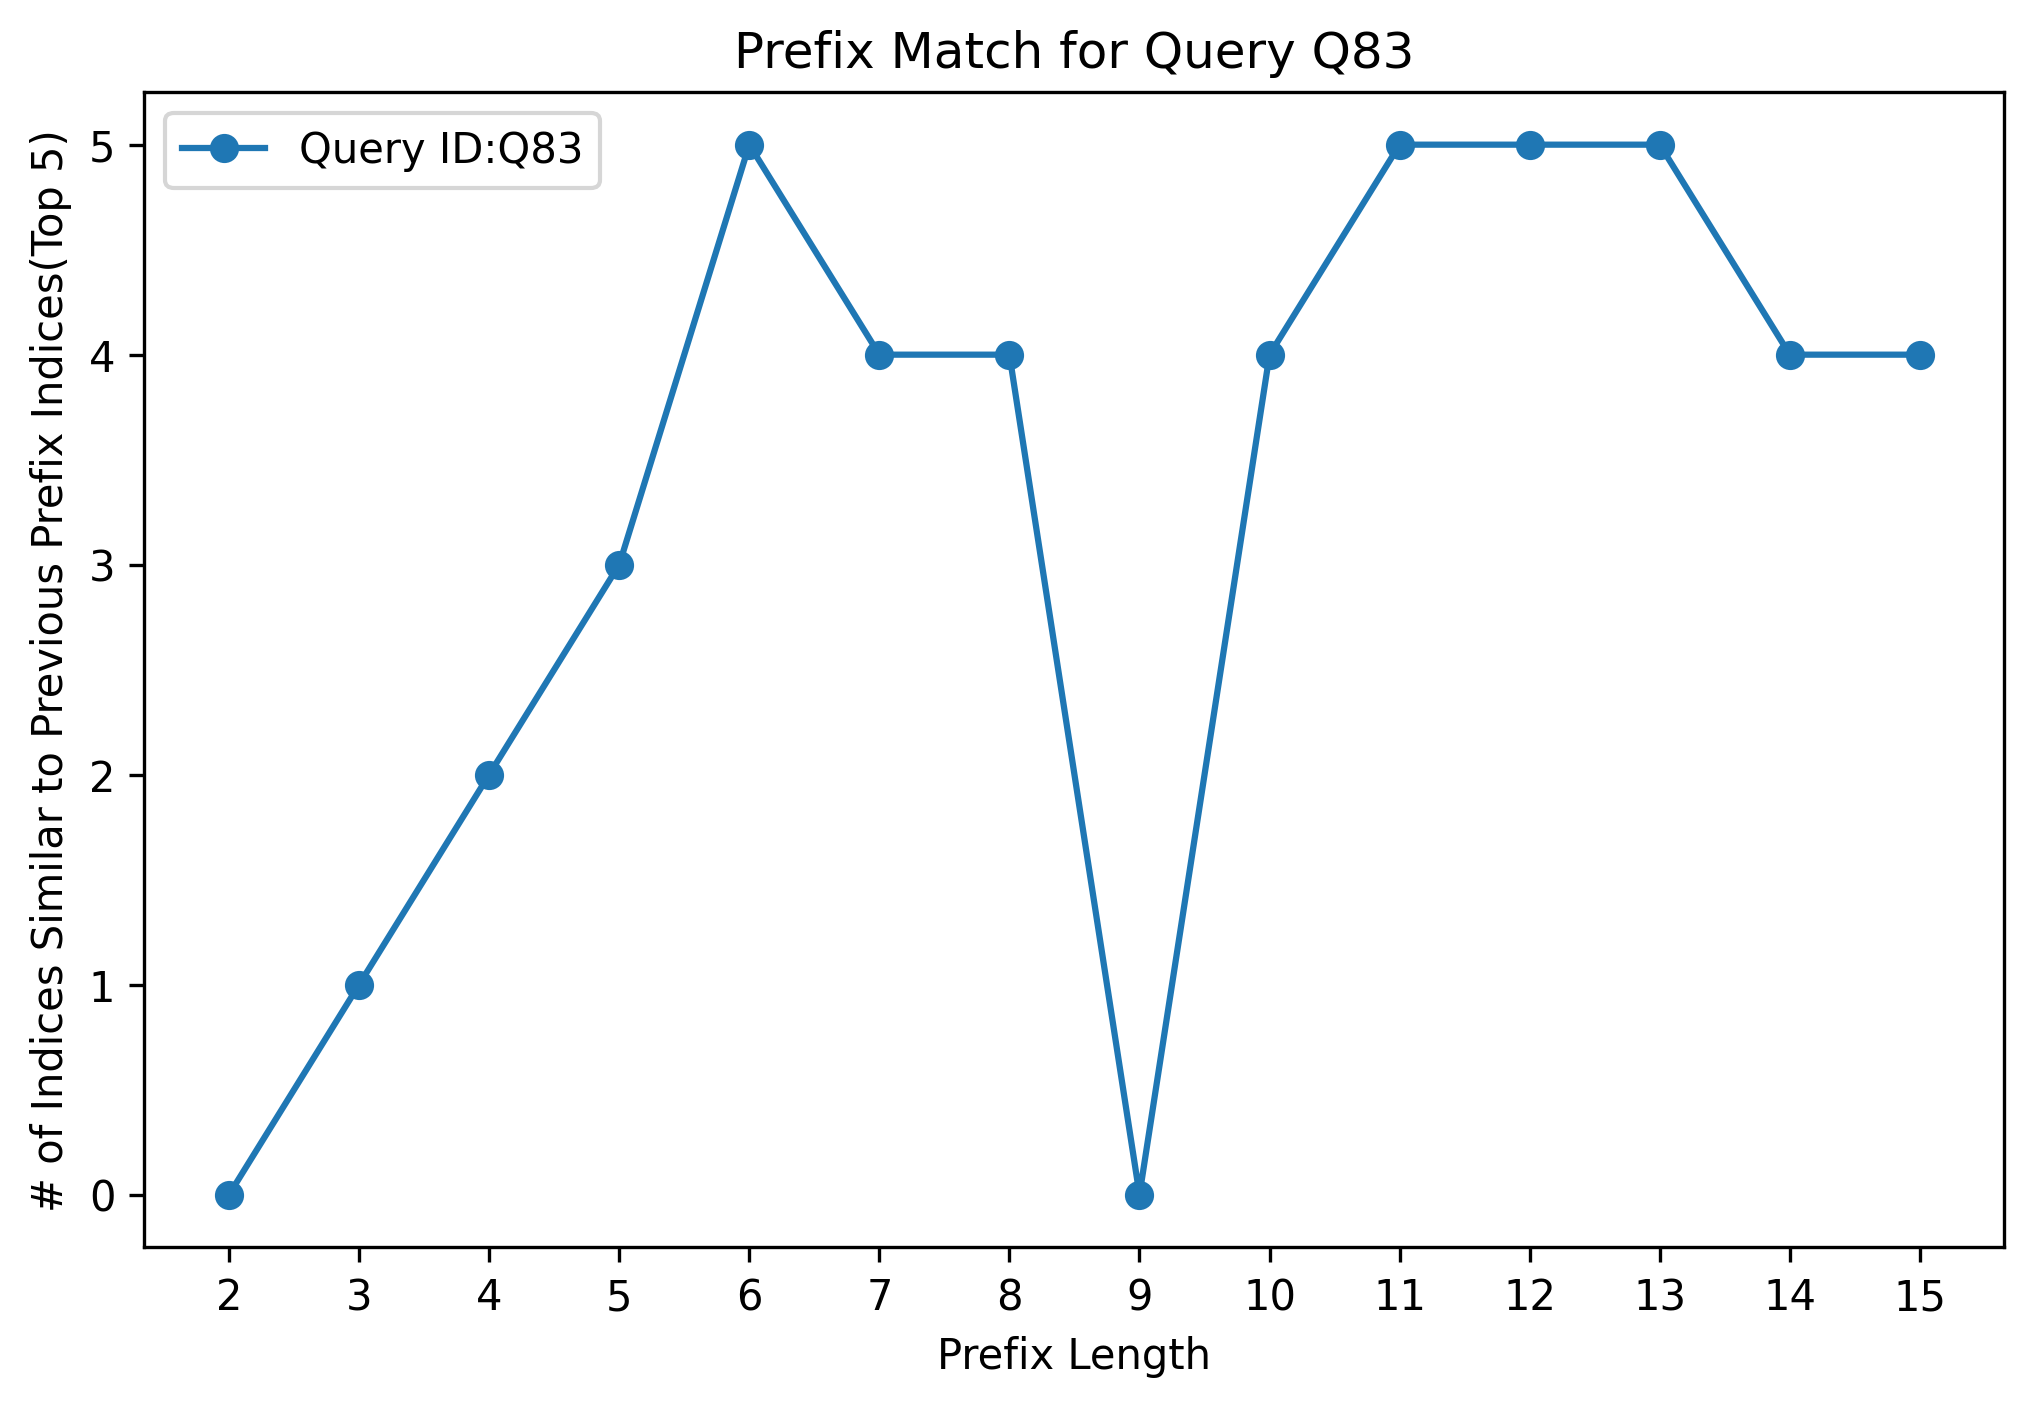 Prefix Match for Query Q83
Query ID:Q83
# of Indices Similar to Previous Prefix Indices(Top 5)
5
4
3
2
1
0
2 3 4 5 6 7 8 9 10 11 12 13 14 15
Prefix Length